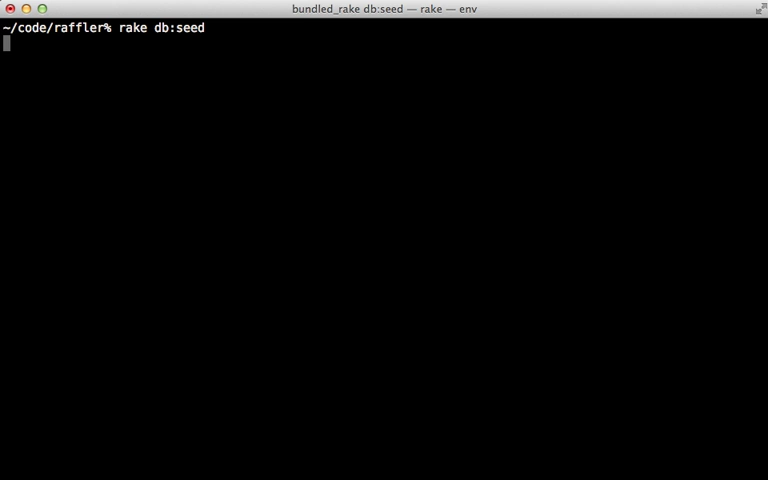 bundled_rake db:seed — rake — env
~/code/raffler% rake db:seed